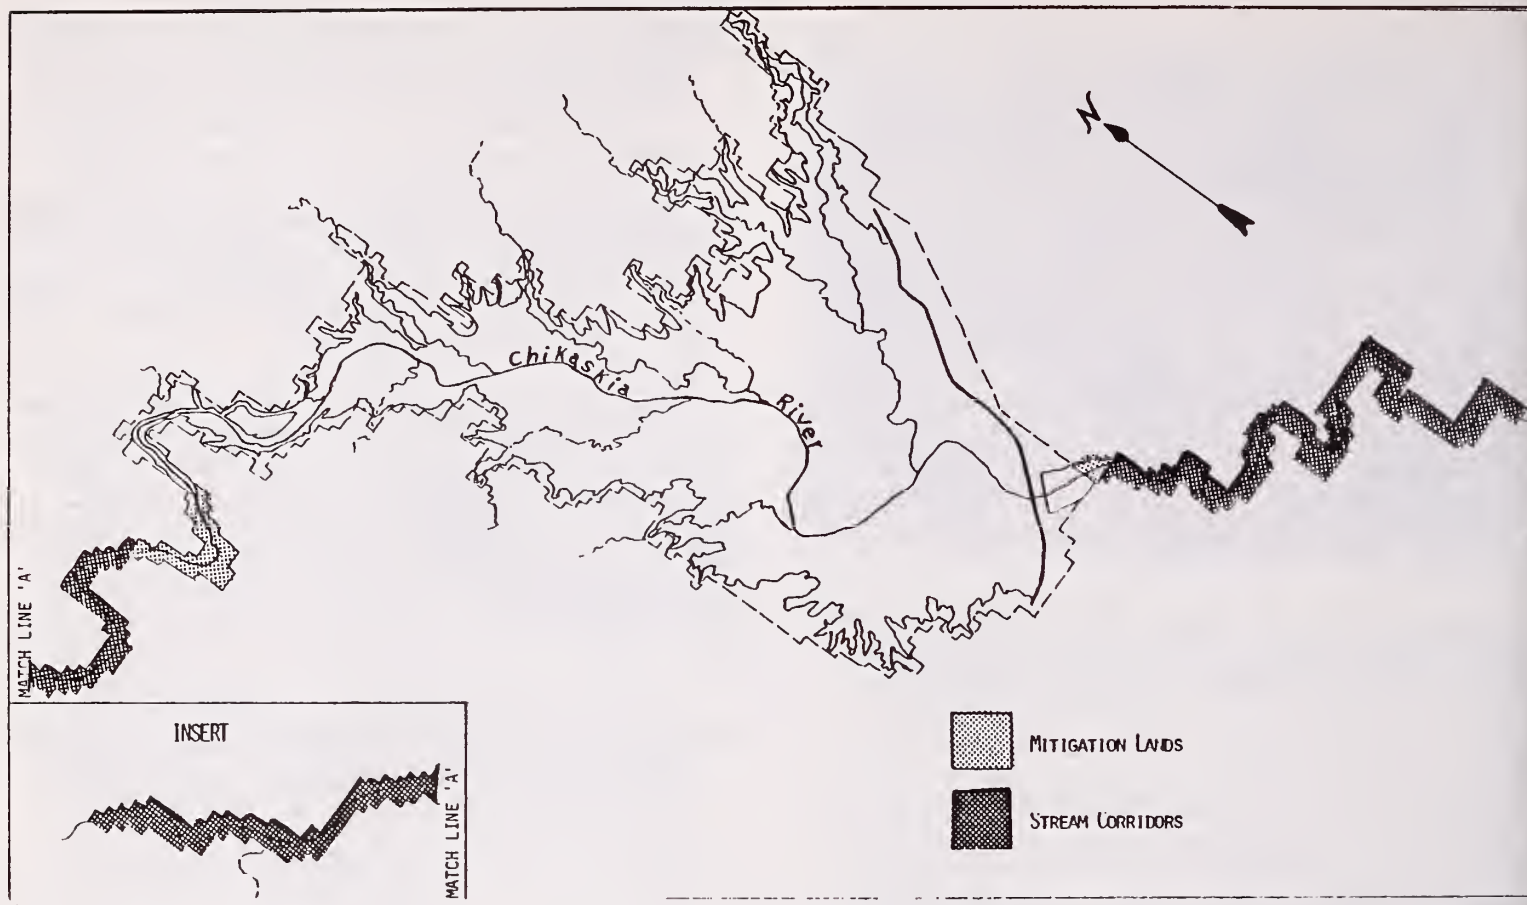 N
Chikaskia
River
MATCH LINE 'A'
INSERT
MATCH LINE 'A'
MITIGATION LANDS
STREAM CORRIDORS